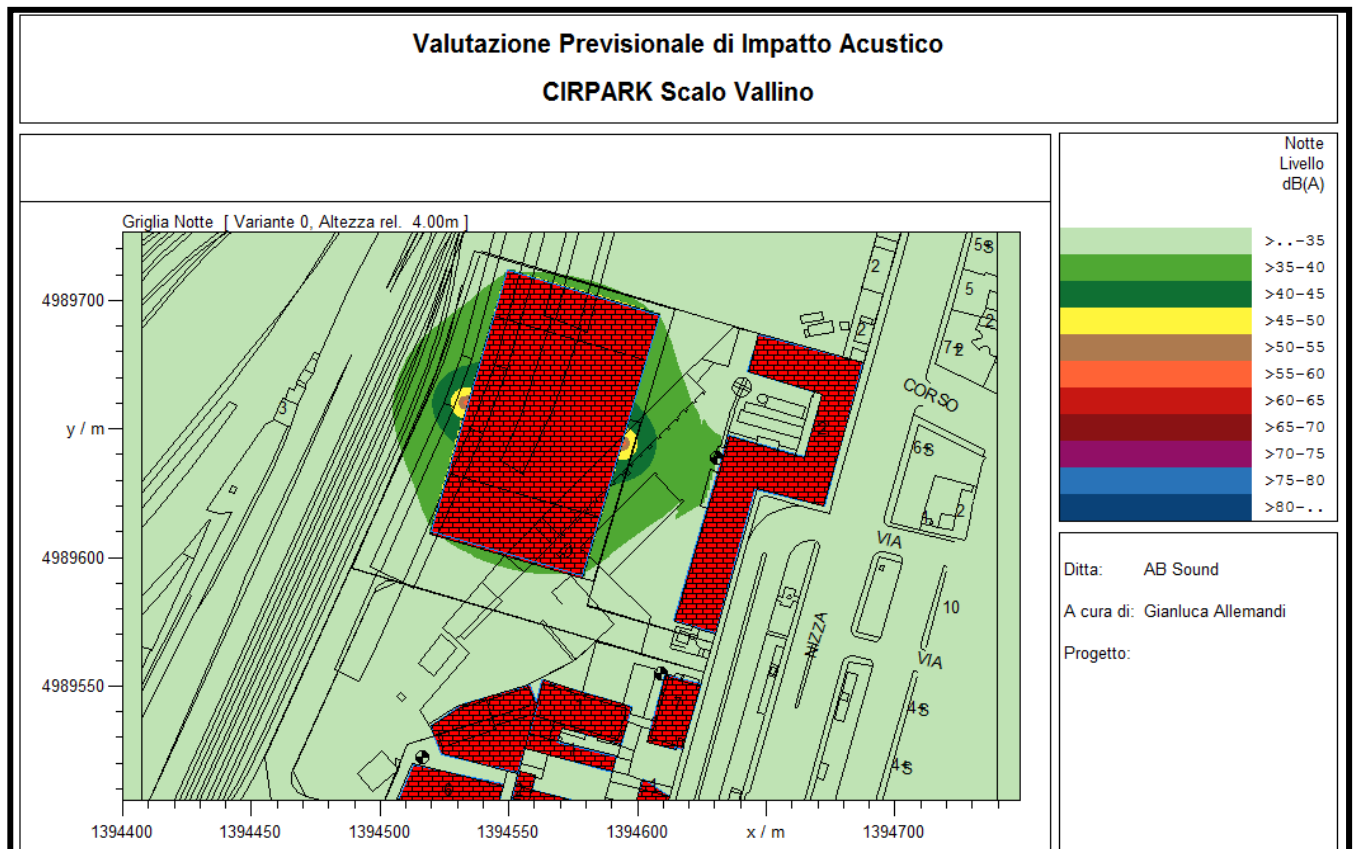 Valutazione Previsionale di Impatto Acustico
CIRPARK Scalo Vallino
Notte
Livello
dB(A)
>..-35
>35-40
>40-45
>45-50
>50-55
>55-60
>60-65
>65-70
>70-75
>75-80
>80-..
Griglia Notte [ Variante 0, Altezza rel. 4.00m ]
4989700
y / m
4989600
4989550
5 S
2
5
2
2
7 2
3
CORSO
6 S
2
VIA
10
NIZZA
VIA
4 S
4 S
1394400
1394450
1394500
1394550
1394600
x / m
1394700
Ditta: AB Sound
A cura di: Gianluca Allemandi
Progetto: